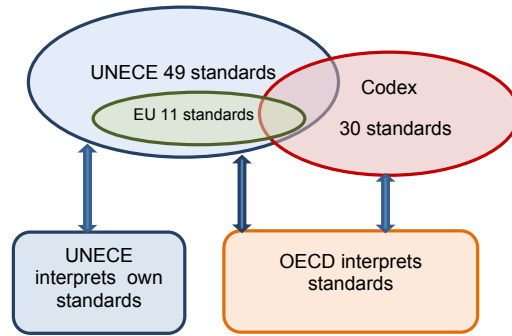 UNECE 49 standards
EU 11 standards
Codex
30 standards
UNECE
interprets own
standards
OECD interprets
standards